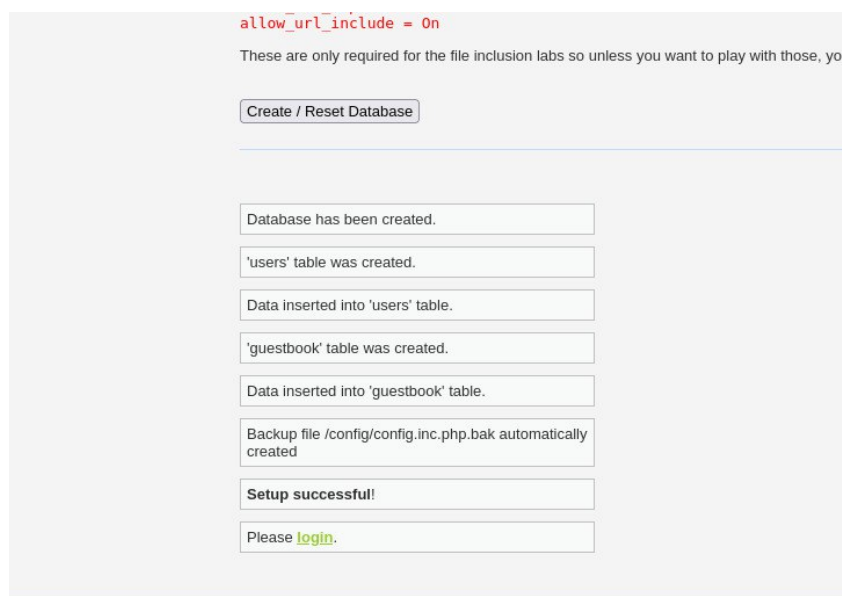 allow_url_include = On
These are only required for the file inclusion labs so unless you want to play with those, yo
Create / Reset Database
Database has been created.
'users' table was created.
Data inserted into 'users' table.
'guestbook' table was created.
Data inserted into 'guestbook' table.
Backup file /config/config.inc.php.bak automatically
created
Setup successful!
Please login.